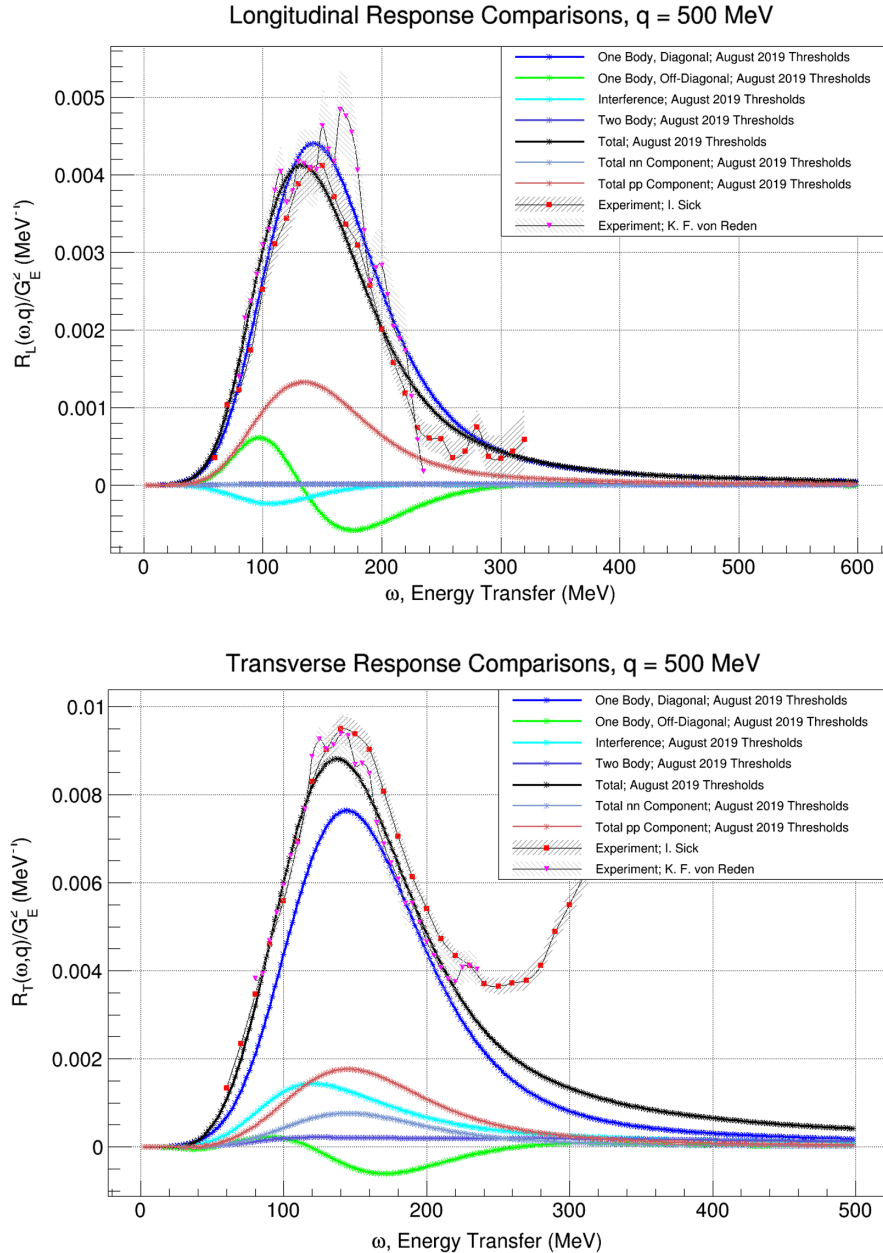 Longitudinal Response Comparisons, q = 500 MeV
One Body, Diagonal; August 2019 Thresholds
One Body, Off-Diagonal; August 2019 Thresholds
Interference; August 2019 Thresholds
Two Body; August 2019 Thresholds
Total; August 2019 Thresholds
Total nn Component; August 2019 Thresholds
Total pp Component; August 2019 Thresholds
Experiment; I. Sick
Experiment; K. F. von Reden
0.005
0.004
0.003
0.002
0.001
0
R_L(ω,q)/G_E^2 (MeV⁻¹)
0 100 200 300 400 500 600
ω, Energy Transfer (MeV)
Transverse Response Comparisons, q = 500 MeV
One Body, Diagonal; August 2019 Thresholds
One Body, Off-Diagonal; August 2019 Thresholds
Interference; August 2019 Thresholds
Two Body; August 2019 Thresholds
Total; August 2019 Thresholds
Total nn Component; August 2019 Thresholds
Total pp Component; August 2019 Thresholds
Experiment; I. Sick
Experiment; K. F. von Reden
0.01
0.008
0.006
0.004
0.002
0
R_T(ω,q)/G_E^2 (MeV⁻¹)
0 100 200 300 400 500
ω, Energy Transfer (MeV)